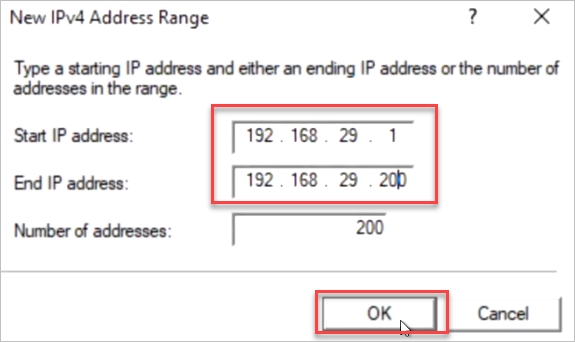 New IPv4 Address Range ? X
Type a starting IP address and either an ending IP address or the number of
addresses in the range.
Start IP address: 192 . 168 . 29 . 1
End IP address: 192 . 168 . 29 . 200
Number of addresses: 200
OK Cancel